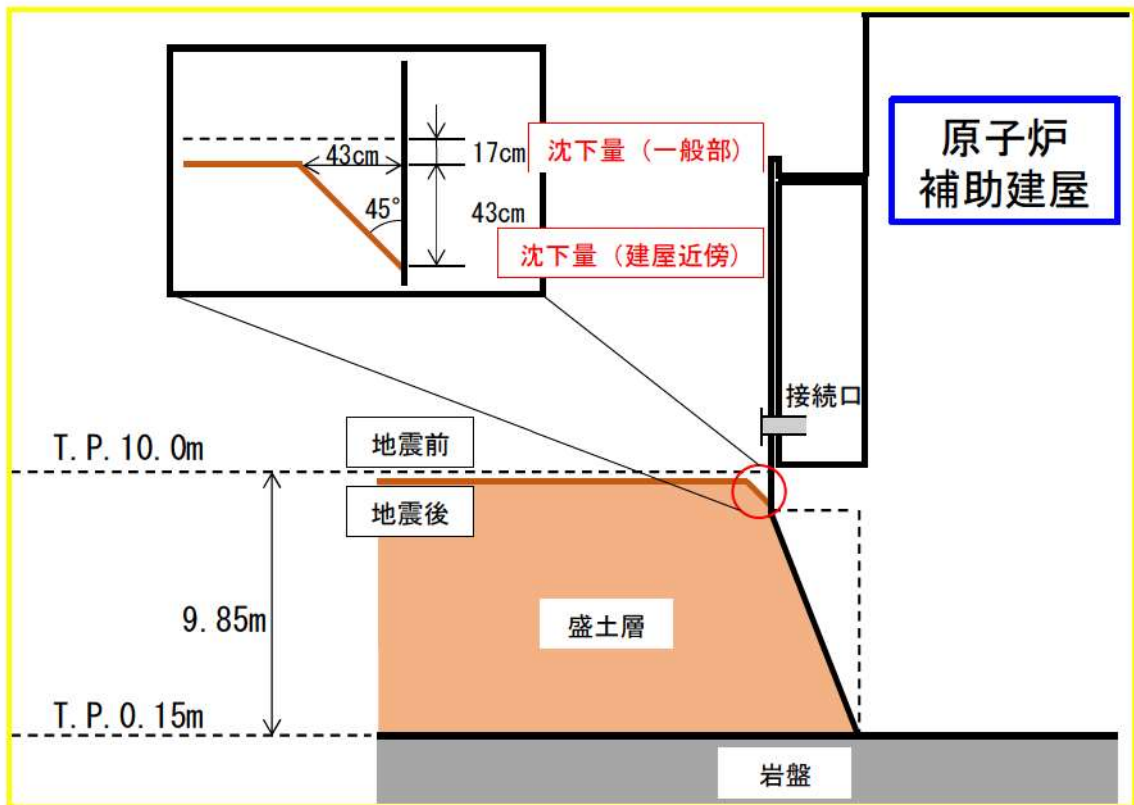 原子炉
補助建屋
43cm
17cm
沈下量（一般部）
45°
43cm
沈下量（建屋近傍）
接続口
T.P.10.0m
地震前
地震後
9.85m
盛土層
T.P.0.15m
岩盤